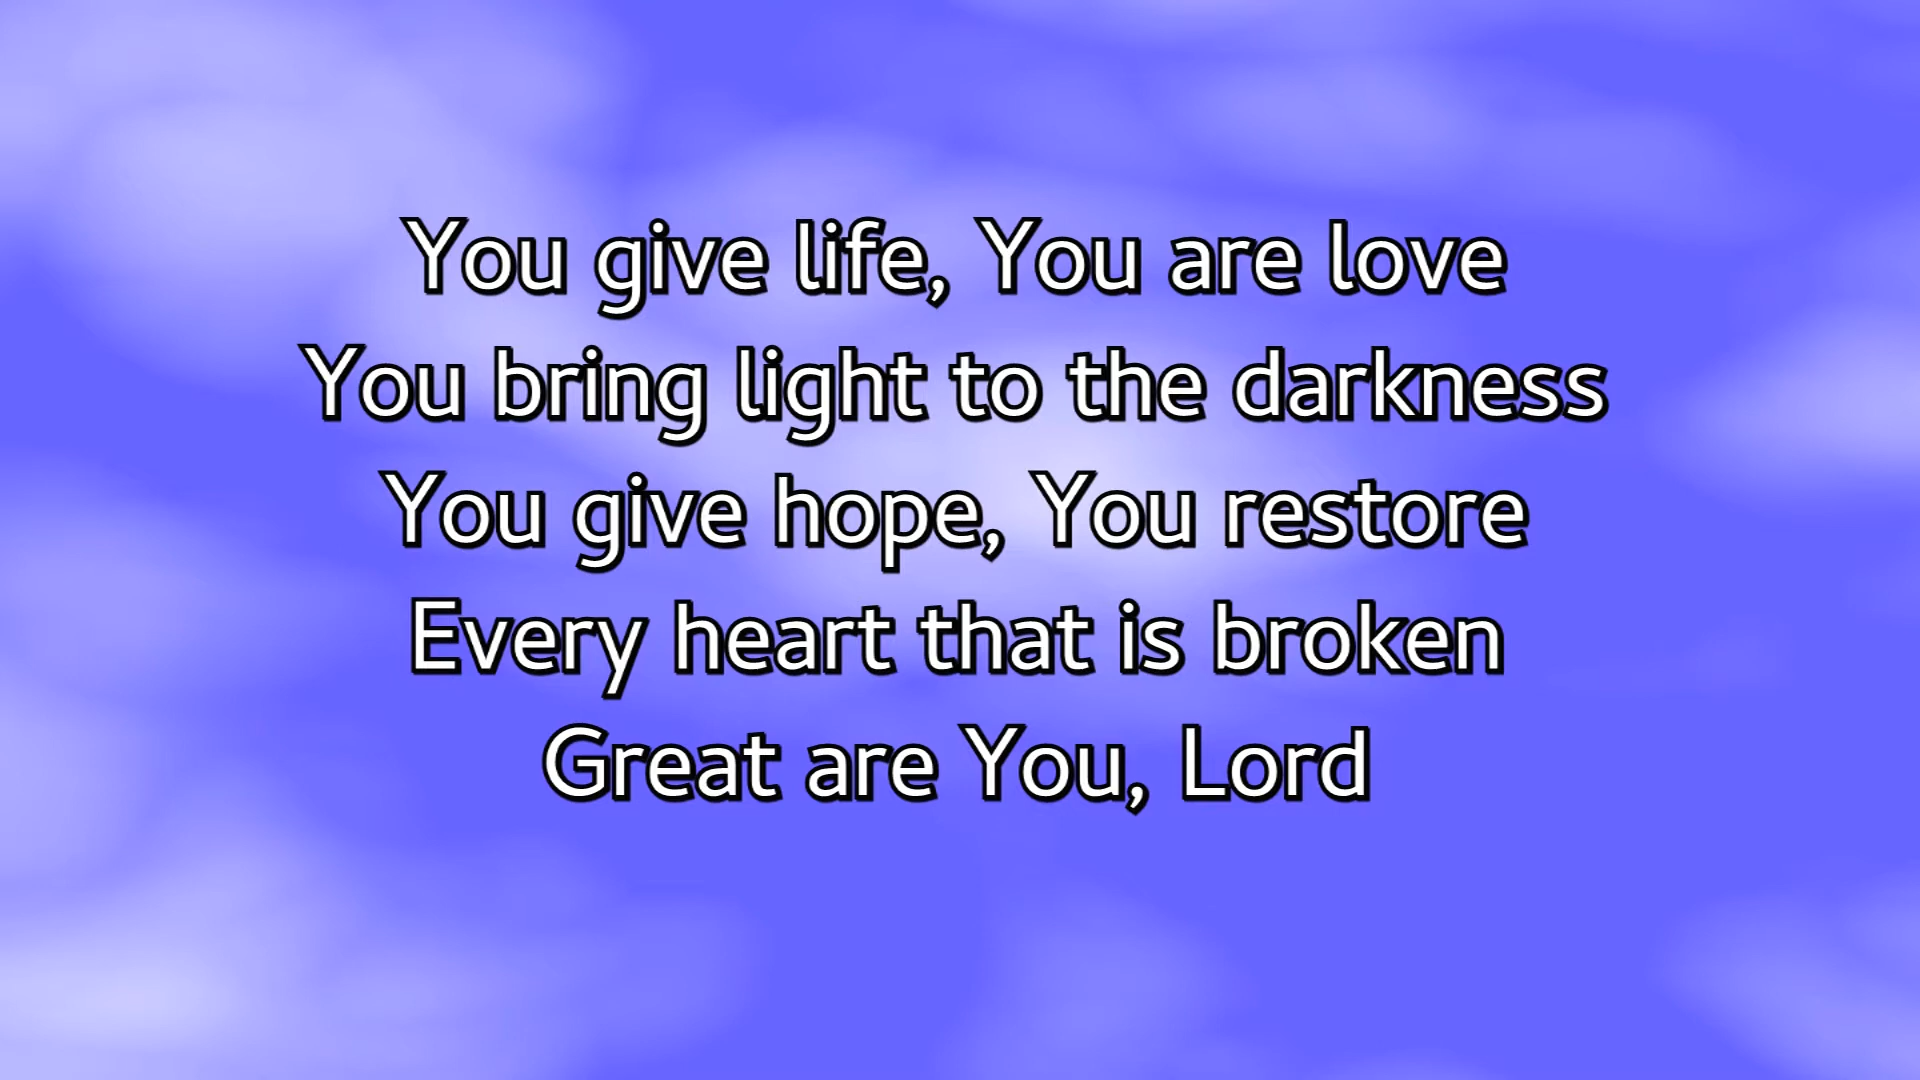 You give life, You are love
You bring light to the darkness
You give hope, You restore
Every heart that is broken
Great are You, Lord